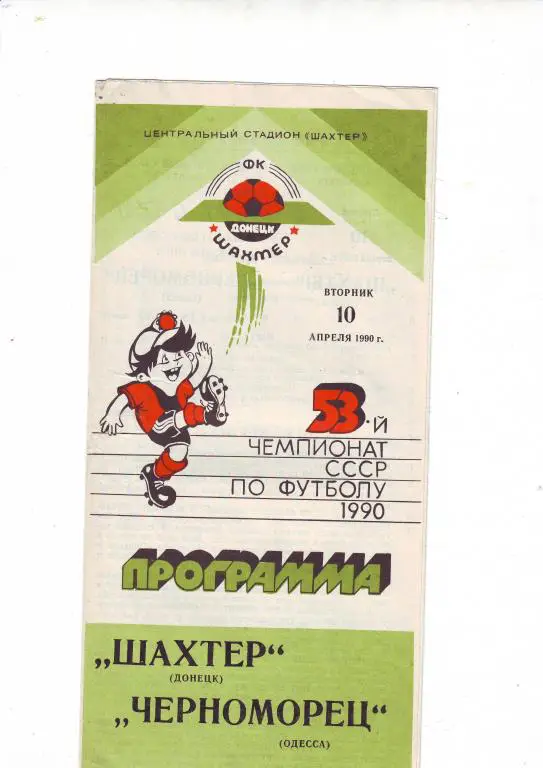 ЦЕНТРАЛЬНЫЙ СТАДИОН «ШАХТЕР»
ФК
ДОНЕЦК
ШАХТЕР
ВТОРНИК
10
АПРЕЛЯ 1990 г.
53-Й
ЧЕМПИОНАТ
СССР
ПО ФУТБОЛУ
1990
ПРОГРАММА
„ШАХТЕР“
(ДОНЕЦК)
„ЧЕРНОМОРЕЦ“
(ОДЕССА)